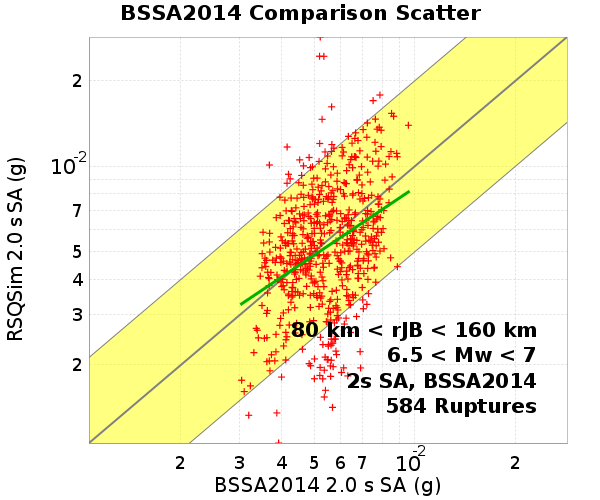 BSSA2014 Comparison Scatter
RSQSim 2.0 s SA (g)
2
10-2
7
5
4
3
2
80 km < rJB < 160 km
6.5 < Mw < 7
2s SA, BSSA2014
584 Ruptures
2 3 4 5 6 7 10-2 2
BSSA2014 2.0 s SA (g)